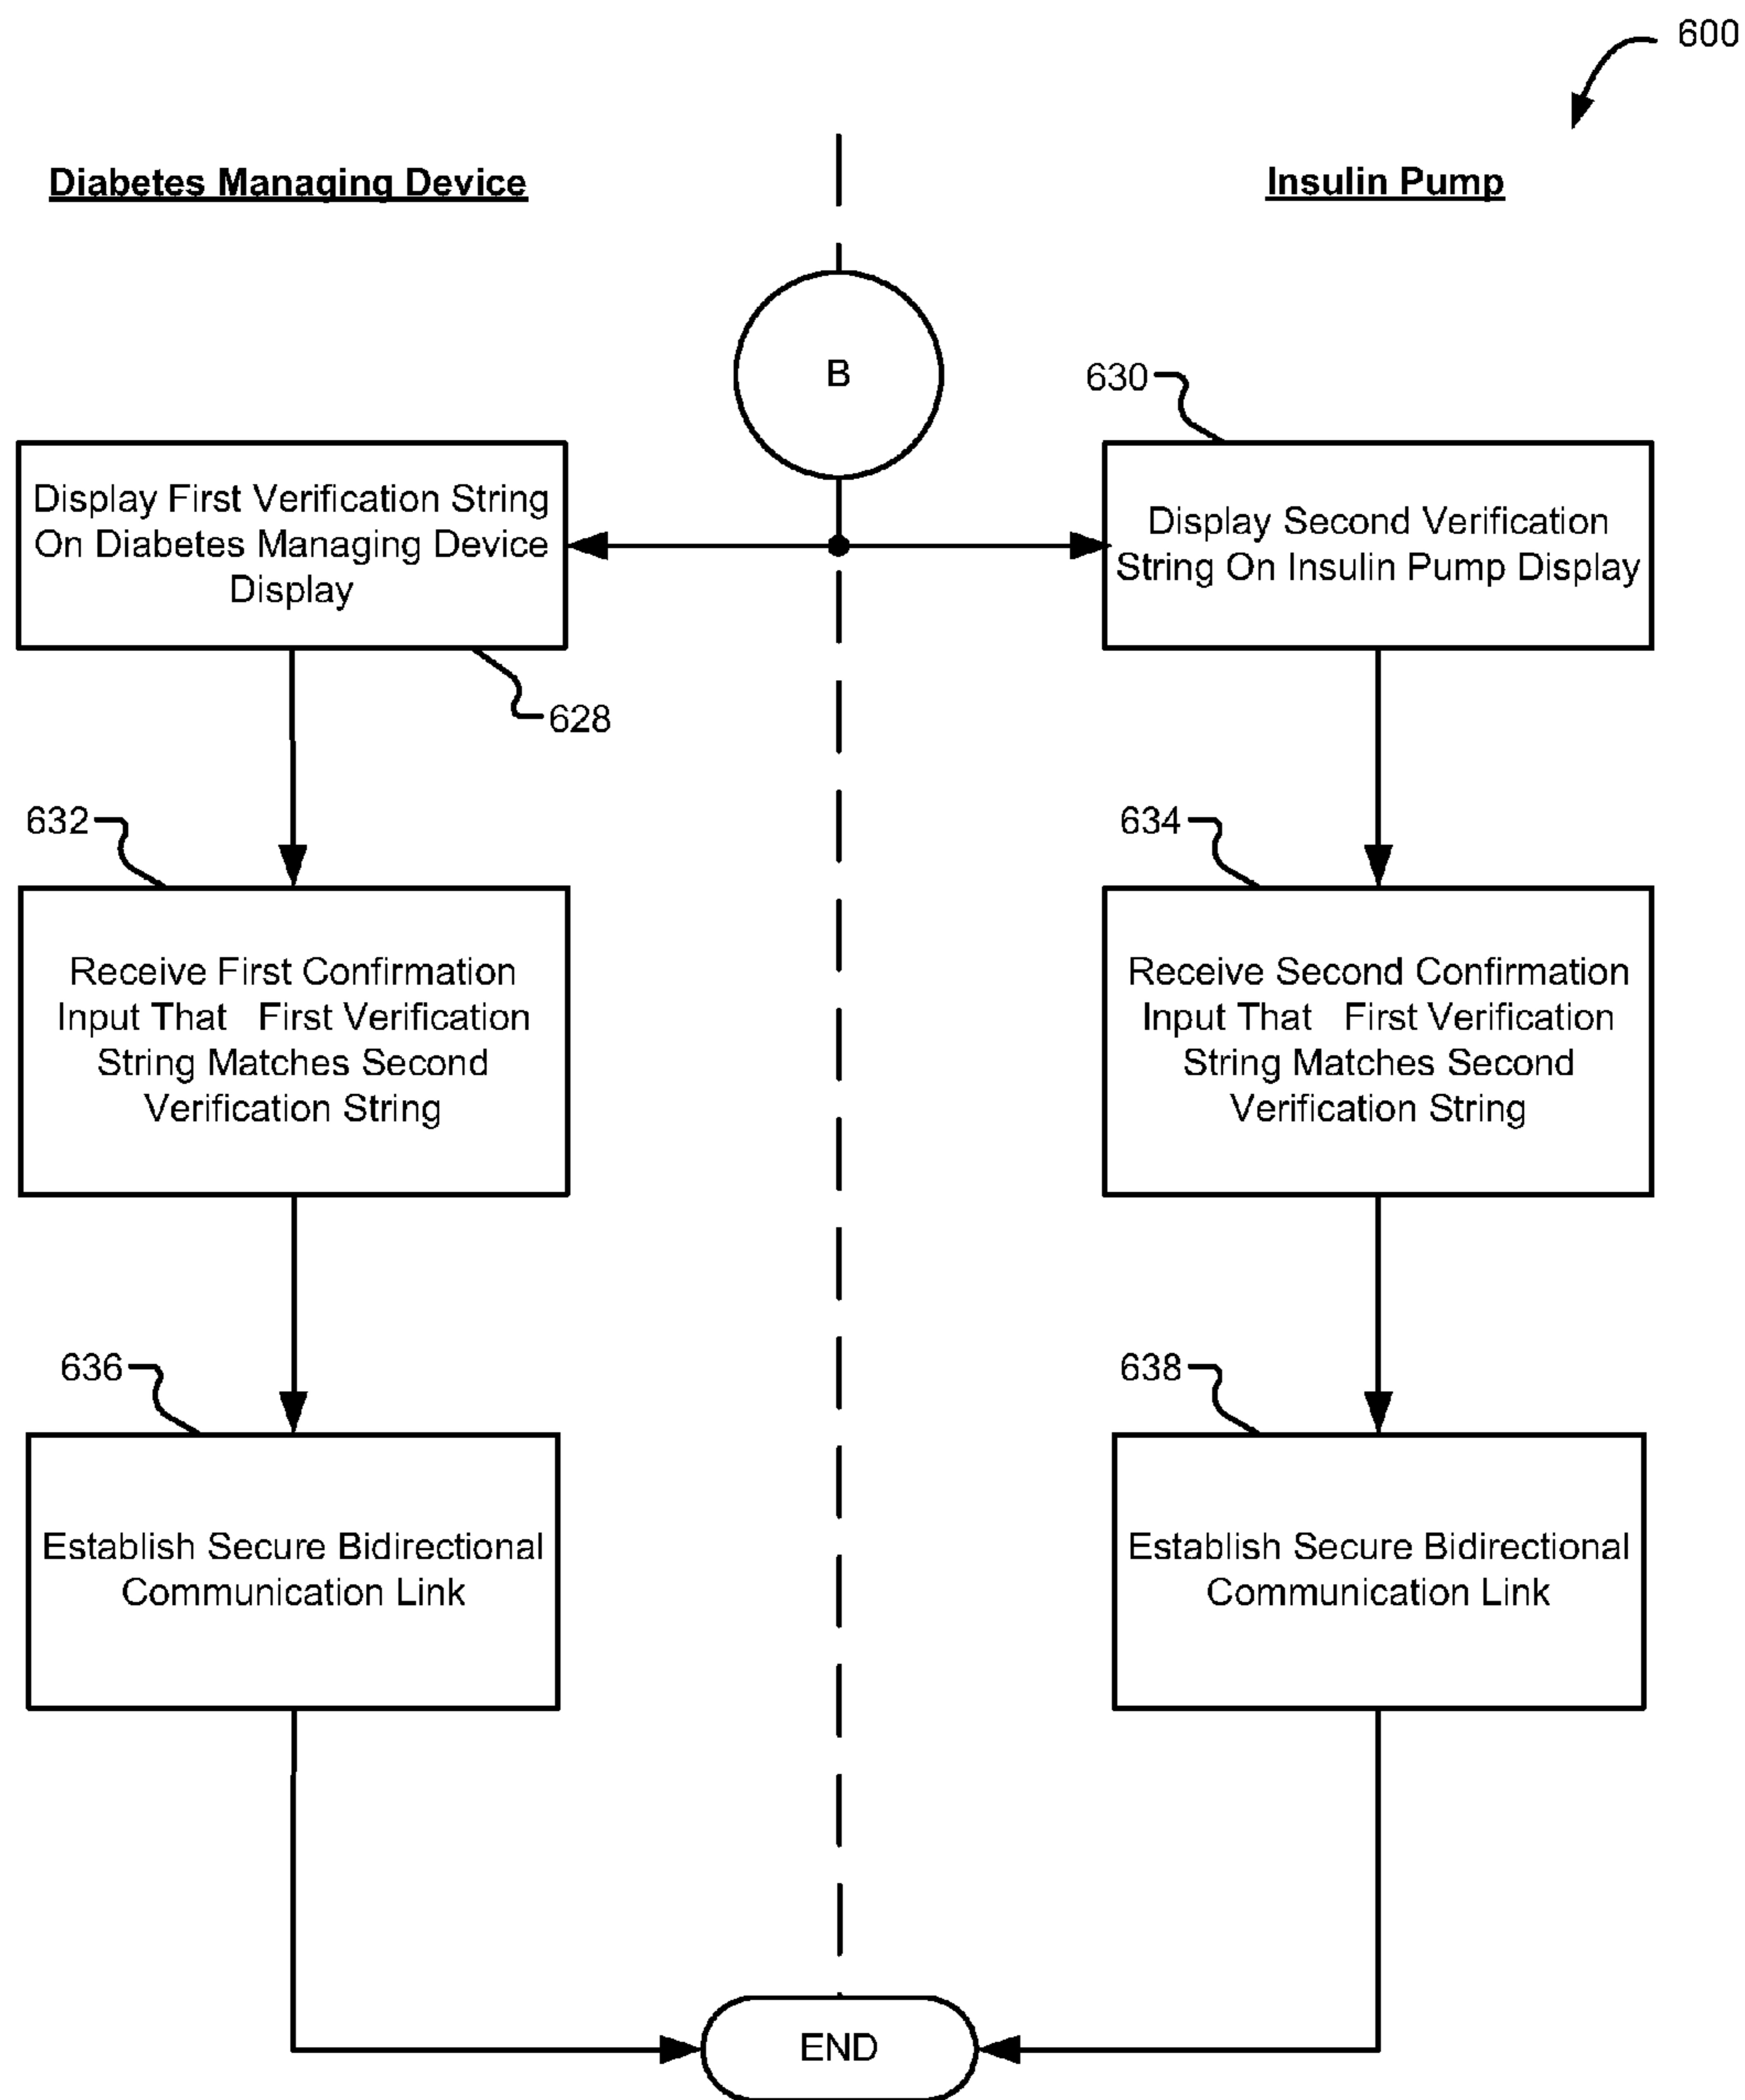 600
Diabetes Managing Device
Insulin Pump
B
630
Display First Verification String
On Diabetes Managing Device
Display
Display Second Verification
String On Insulin Pump Display
628
632
634
Receive First Confirmation
Input That First Verification
String Matches Second
Verification String
Receive Second Confirmation
Input That First Verification
String Matches Second
Verification String
636
638
Establish Secure Bidirectional
Communication Link
Establish Secure Bidirectional
Communication Link
END